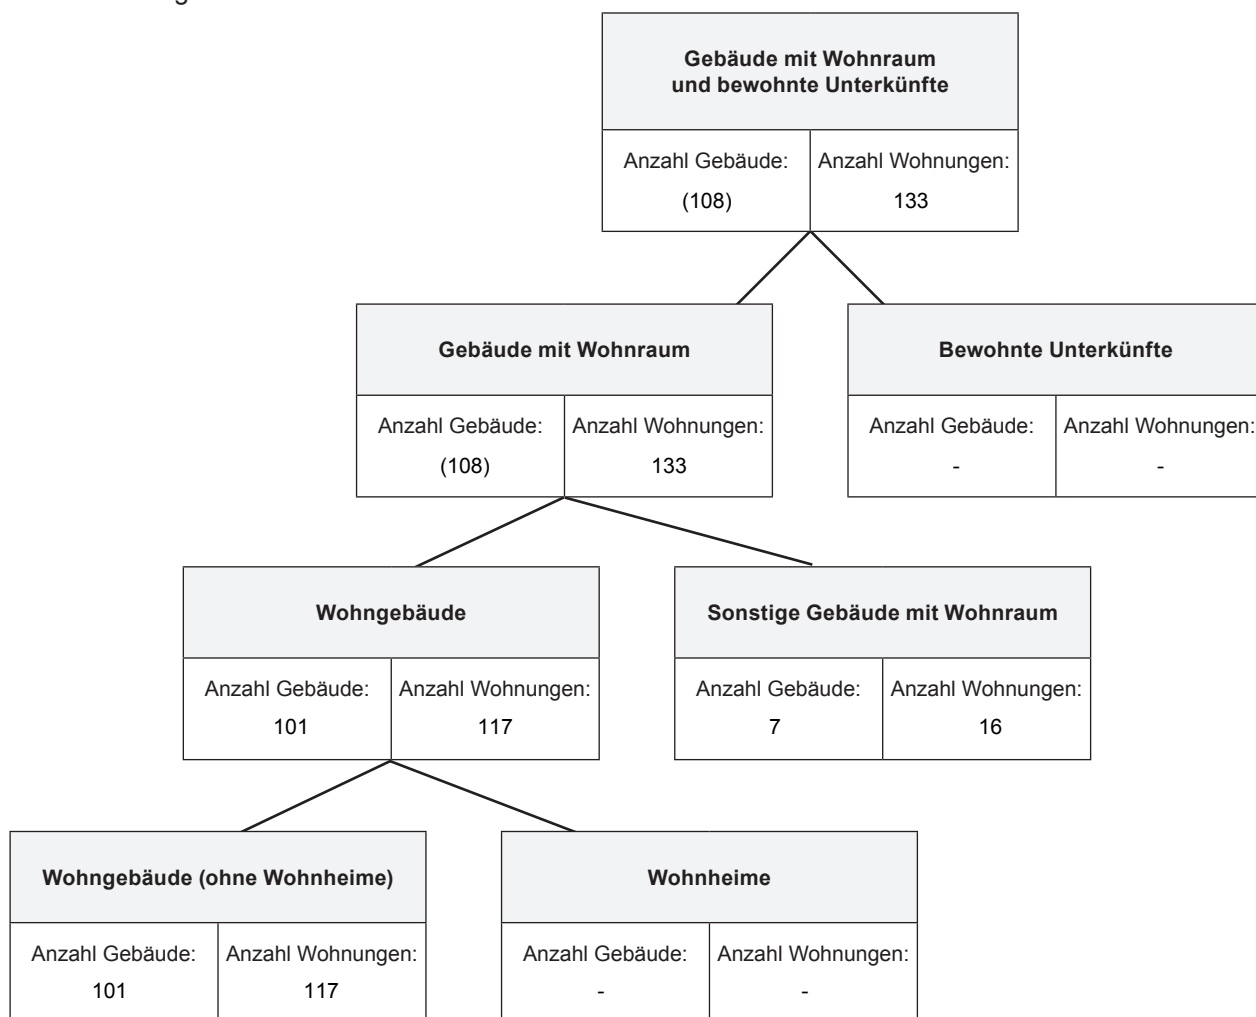 Gebäude mit Wohnraum
und bewohnte Unterkünfte
Anzahl Gebäude: Anzahl Wohnungen:
(108) 133
Gebäude mit Wohnraum Bewohnte Unterkünfte
Anzahl Gebäude: Anzahl Wohnungen: Anzahl Gebäude: Anzahl Wohnungen:
(108) 133 - -
Wohngebäude Sonstige Gebäude mit Wohnraum
Anzahl Gebäude: Anzahl Wohnungen: Anzahl Gebäude: Anzahl Wohnungen:
101 117 7 16
Wohngebäude (ohne Wohnheime) Wohnheime
Anzahl Gebäude: Anzahl Wohnungen: Anzahl Gebäude: Anzahl Wohnungen:
101 117 - -